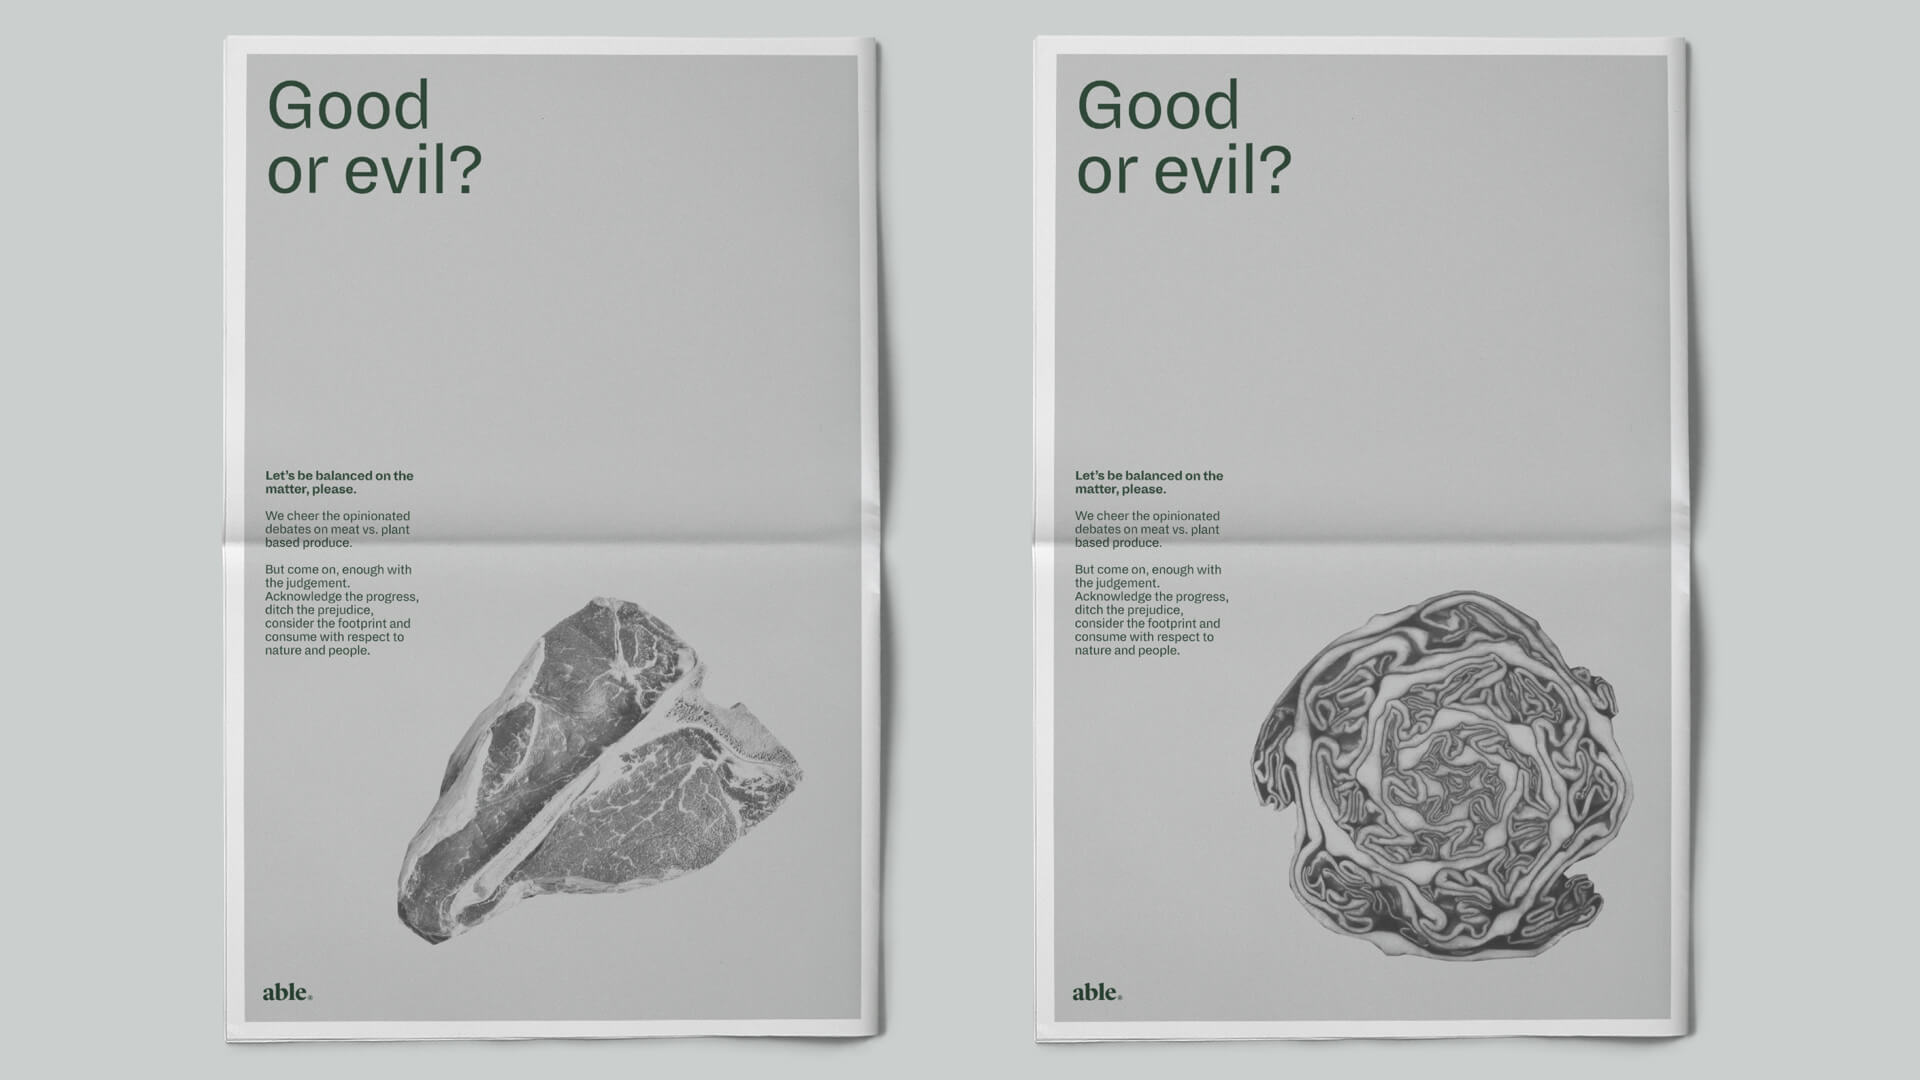 Good
or evil?
Let's be balanced on the
matter, please.
We cheer the opinionated
debates on meat vs. plant
based produce.
But come on, enough with
the judgement.
Acknowledge the progress,
ditch the prejudice,
consider the footprint and
consume with respect to
nature and people.
able®
Good
or evil?
Let's be balanced on the
matter, please.
We cheer the opinionated
debates on meat vs. plant
based produce.
But come on, enough with
the judgement.
Acknowledge the progress,
ditch the prejudice,
consider the footprint and
consume with respect to
nature and people.
able®